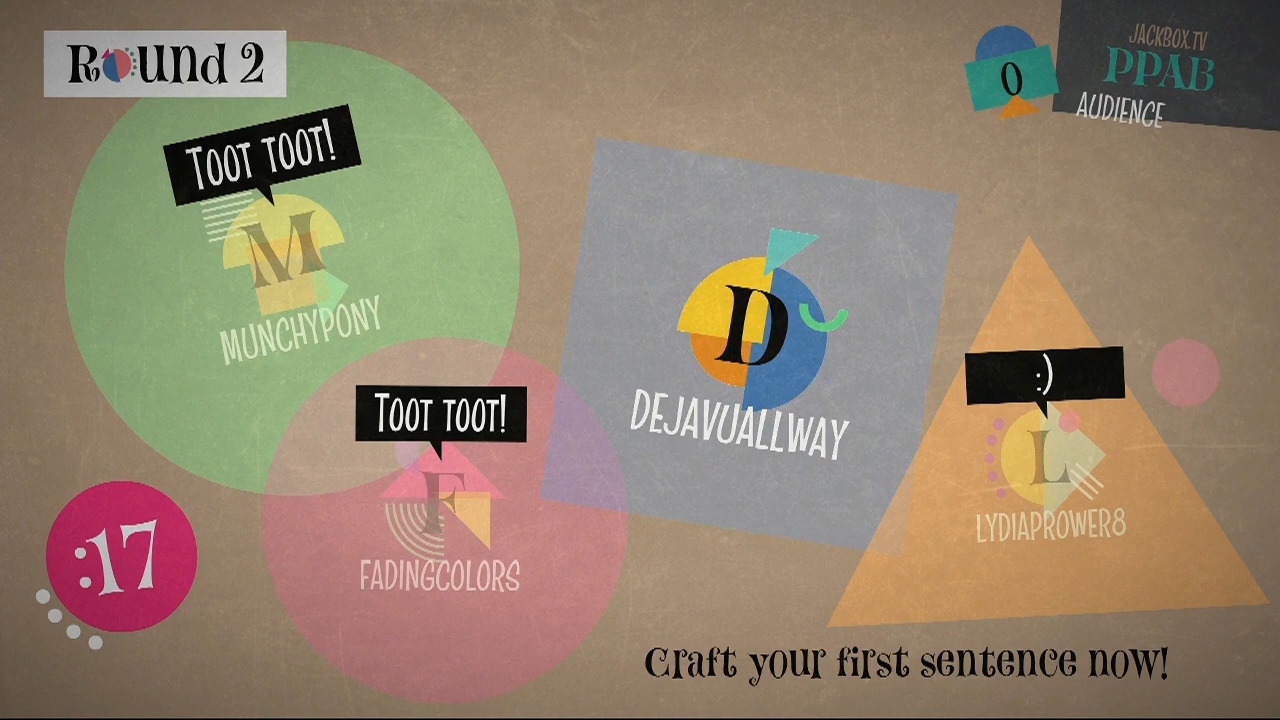 Round 2
JACKBOX.TV
PPAB
AUDIENCE
0
Toot toot!
M
MUNCHYPONY
D
DEJAVUALLWAY
:)
L
LYDIAPROWER8
Toot toot!
F
FADINGCOLORS
:17
Craft your first sentence now!